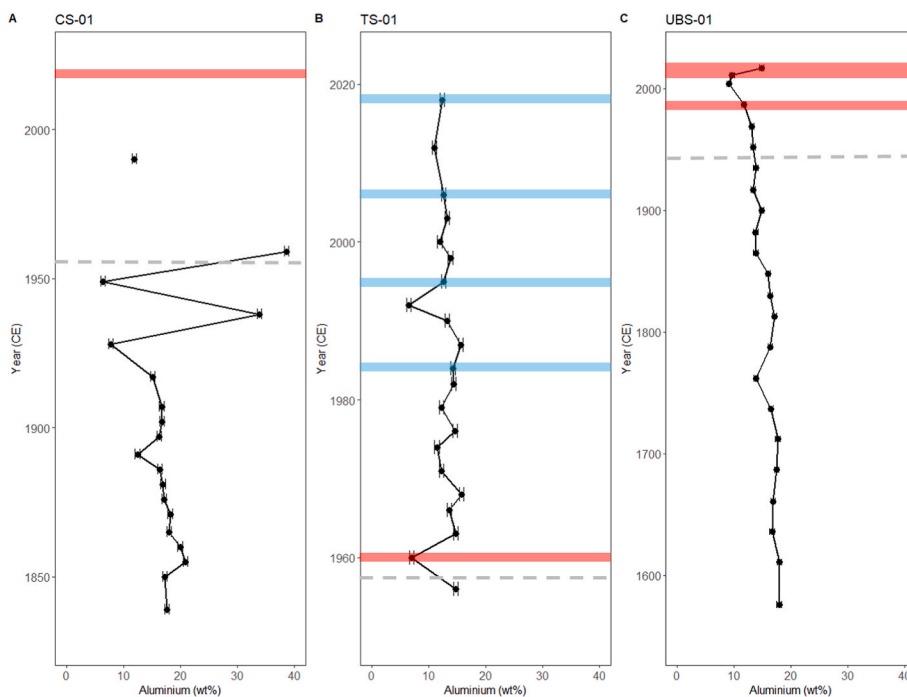 A CS-01
Year (CE)
2000
1950
1900
1850
0 10 20 30 40
Aluminium (wt%)
B TS-01
Year (CE)
2020
2000
1980
1960
0 10 20 30 40
Aluminium (wt%)
C UBS-01
Year (CE)
2000
1900
1800
1700
1600
0 10 20 30 40
Aluminium (wt%)